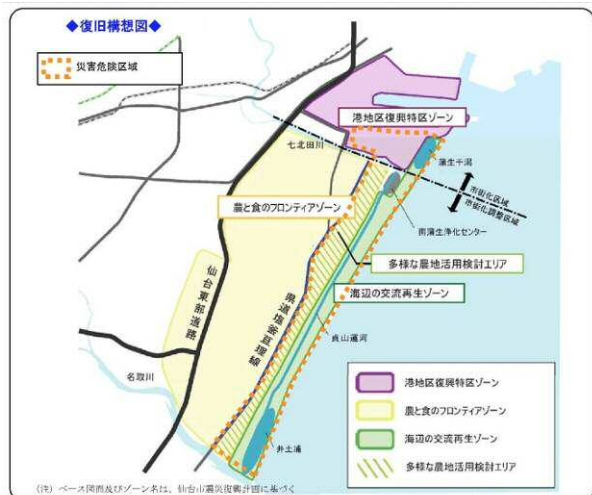 ◆復旧構想図◆
災害危険区域
港地区復興特区ゾーン
七北田川
蒲生干潟
市街化区域
市街化調整区域
農と食のフロンティアゾーン
南蒲生浄化センター
多様な農地活用検討エリア
海辺の交流再生ゾーン
仙台東部道路
県道塩釜亘理線
貞山運河
名取川
井土浦
港地区復興特区ゾーン
農と食のフロンティアゾーン
海辺の交流再生ゾーン
多様な農地活用検討エリア
(注) ベース図面及びゾーン名は、仙台市震災復興計画に基づく